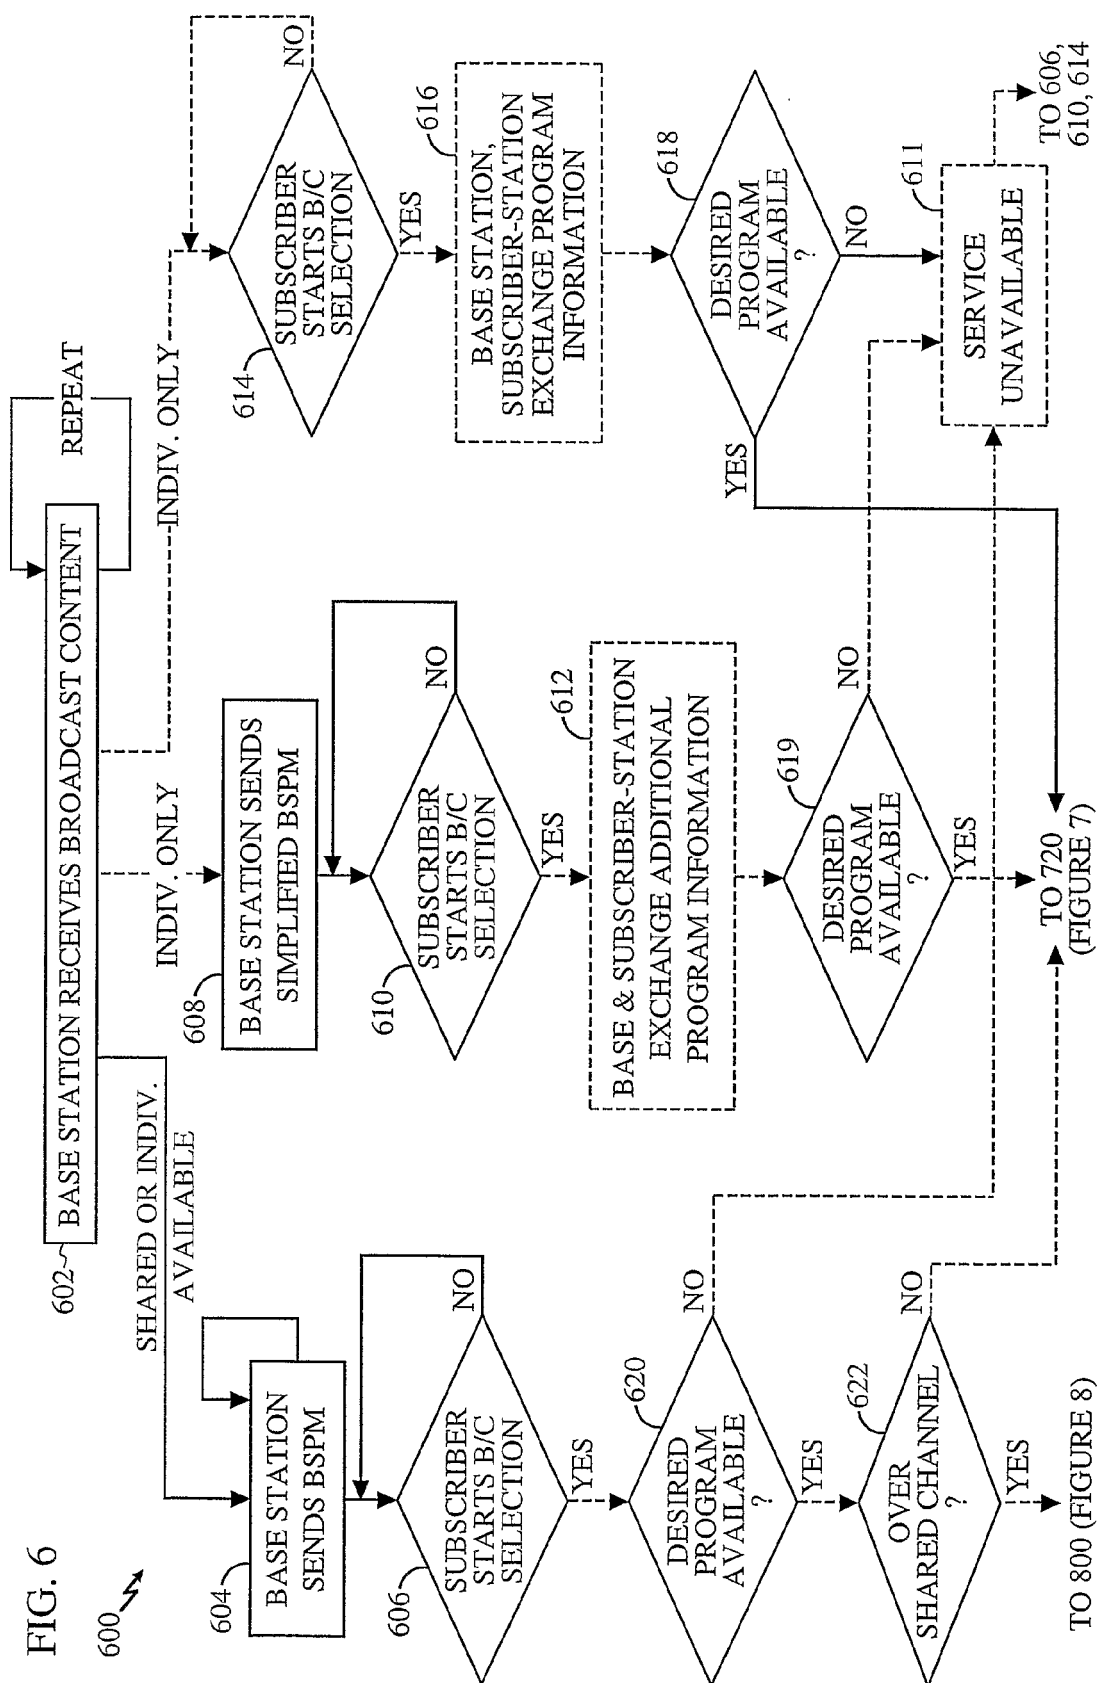 FIG. 6
600
602
BASE STATION RECEIVES BROADCAST CONTENT
REPEAT
SHARED OR INDIV.
AVAILABLE
INDIV. ONLY
INDIV. ONLY
604
BASE STATION
SENDS BSPM
606
SUBSCRIBER
STARTS B/C
SELECTION
NO
YES
620
DESIRED
PROGRAM
AVAILABLE
?
NO
YES
622
OVER
SHARED CHANNEL
?
NO
YES
TO 800 (FIGURE 8)
608
BASE STATION SENDS
SIMPLIFIED BSPM
610
SUBSCRIBER
STARTS B/C
SELECTION
NO
YES
612
BASE & SUBSCRIBER-STATION
EXCHANGE ADDITIONAL
PROGRAM INFORMATION
619
DESIRED
PROGRAM
AVAILABLE
?
NO
YES
TO 720
(FIGURE 7)
614
SUBSCRIBER
STARTS B/C
SELECTION
NO
YES
616
BASE STATION,
SUBSCRIBER-STATION
EXCHANGE PROGRAM
INFORMATION
618
DESIRED
PROGRAM
AVAILABLE
?
YES
NO
611
SERVICE
UNAVAILABLE
TO 606,
610, 614